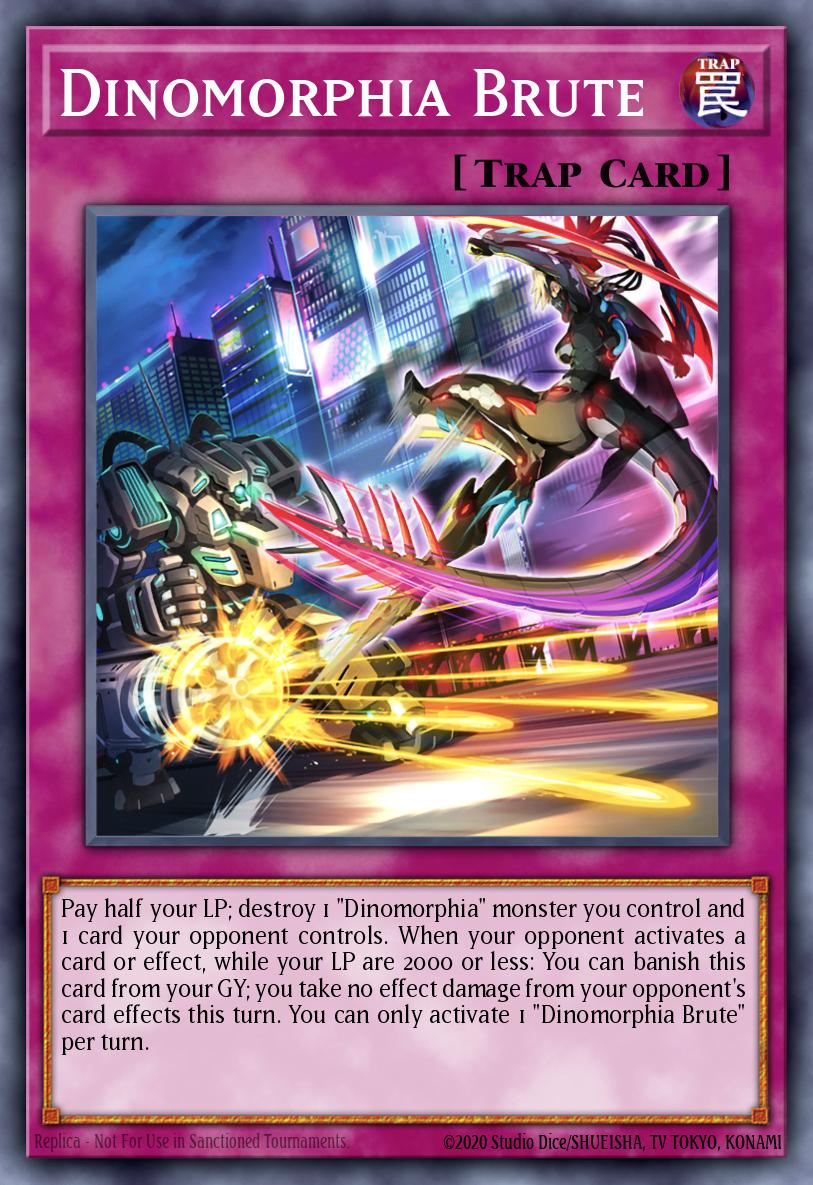 Dinomorphia Brute
TRAP
罠
[Trap Card]
Pay half your LP; destroy 1 "Dinomorphia" monster you control and
1 card your opponent controls. When your opponent activates a
card or effect, while your LP are 2000 or less: You can banish this
card from your GY; you take no effect damage from your opponent's
card effects this turn. You can only activate 1 "Dinomorphia Brute"
per turn.
Replica - Not For Use in Sanctioned Tournaments.
©2020 Studio Dice/SHUEISHA, TV TOKYO, KONAMI